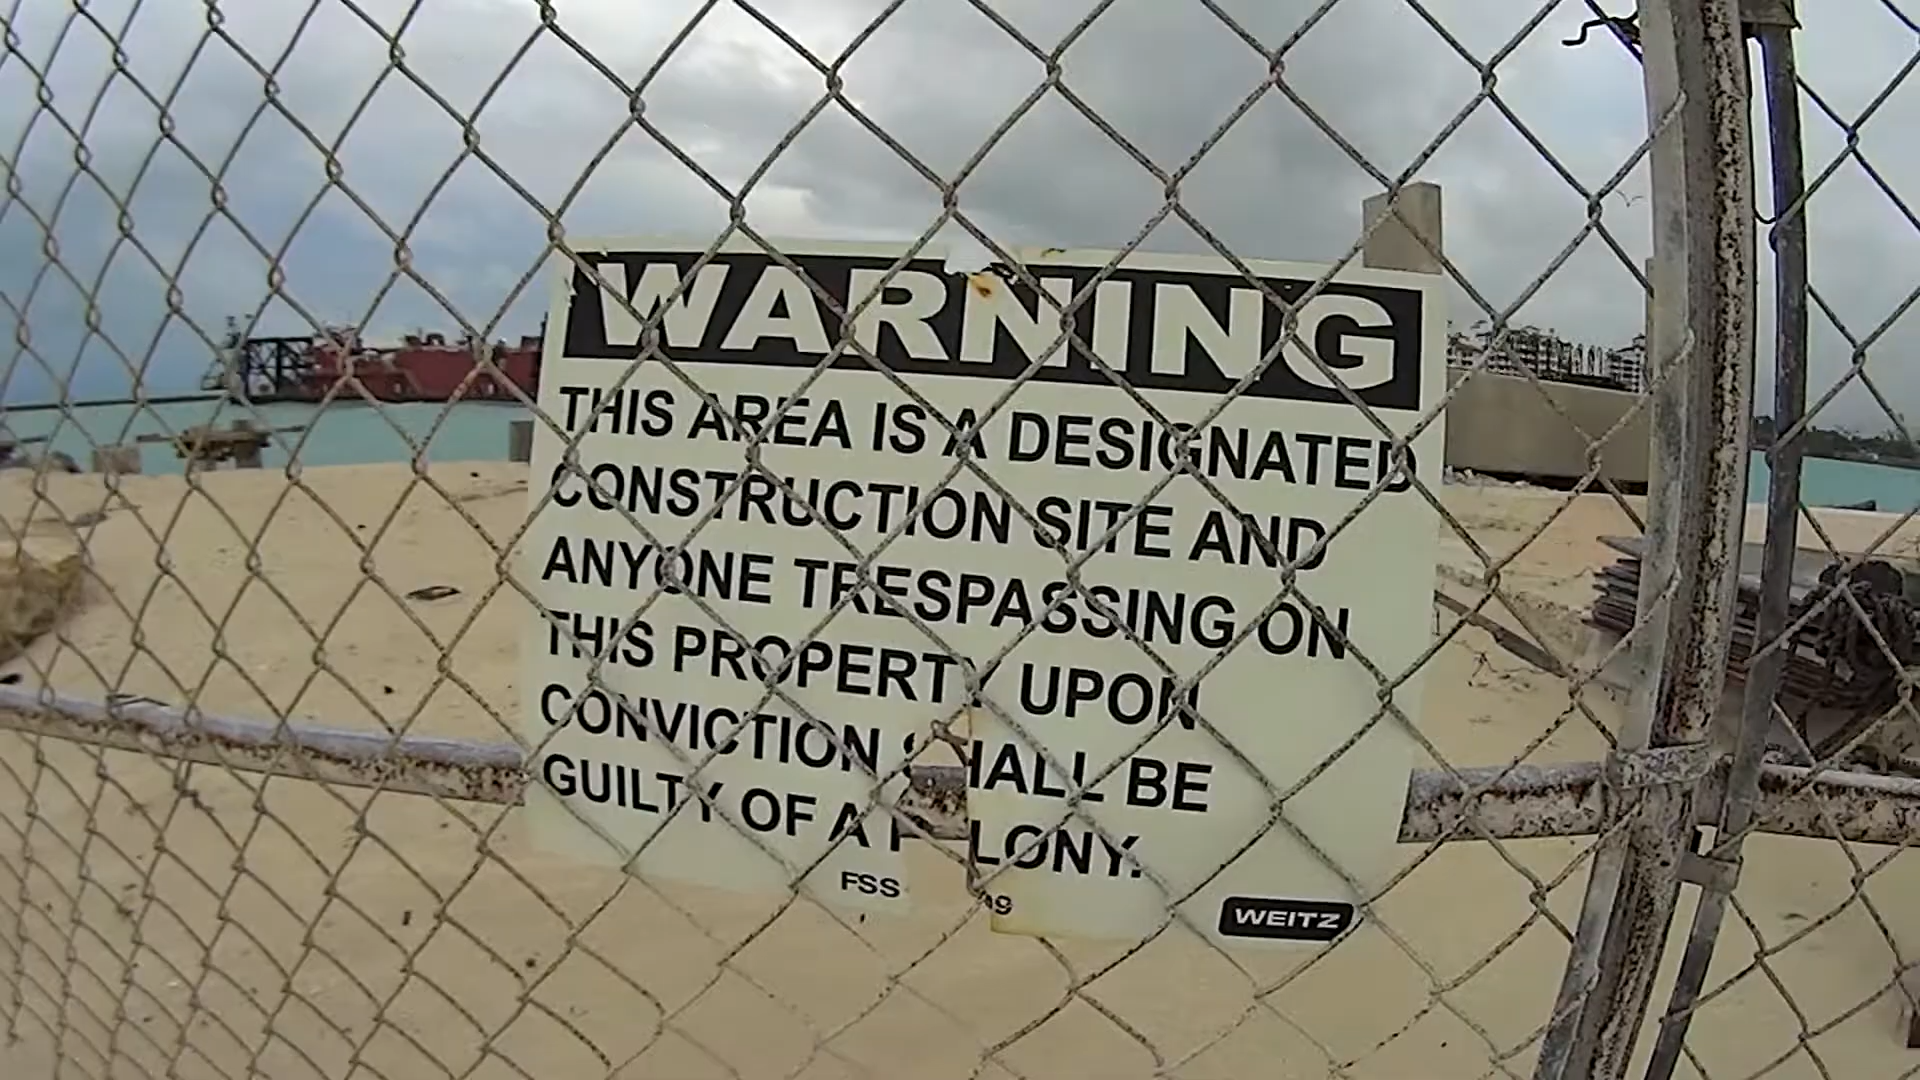 WARNING
THIS AREA IS A DESIGNATED
CONSTRUCTION SITE AND
ANYONE TRESPASSING ON
THIS PROPERTY UPON
CONVICTION SHALL BE
GUILTY OF A FELONY.
FSS 09
WEITZ